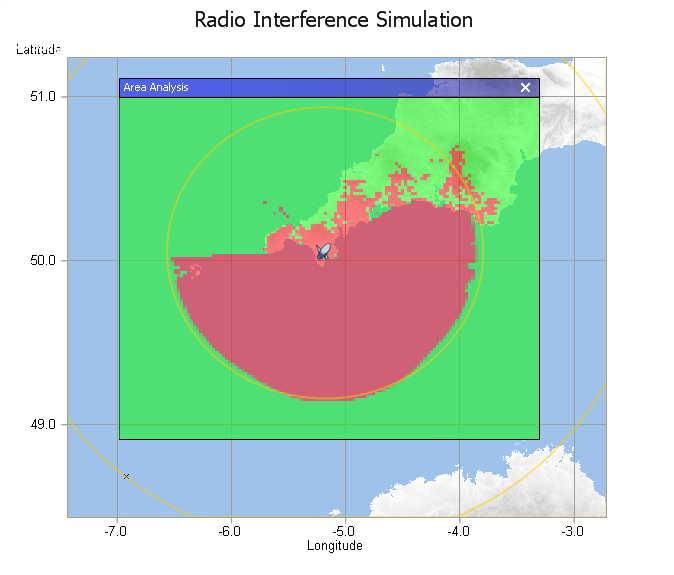 Radio Interference Simulation
Latitude
Area Analysis
51.0
50.0
49.0
-7.0 -6.0 -5.0 -4.0 -3.0
Longitude